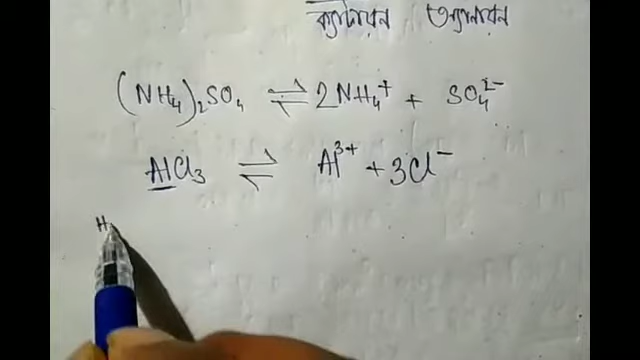 ক্যাটায়ন অ্যানায়ন
(NH₄)₂SO₄ ⇌ 2NH₄⁺ + SO₄²⁻
AlCl₃ ⇌ Al³⁺ + 3Cl⁻
H